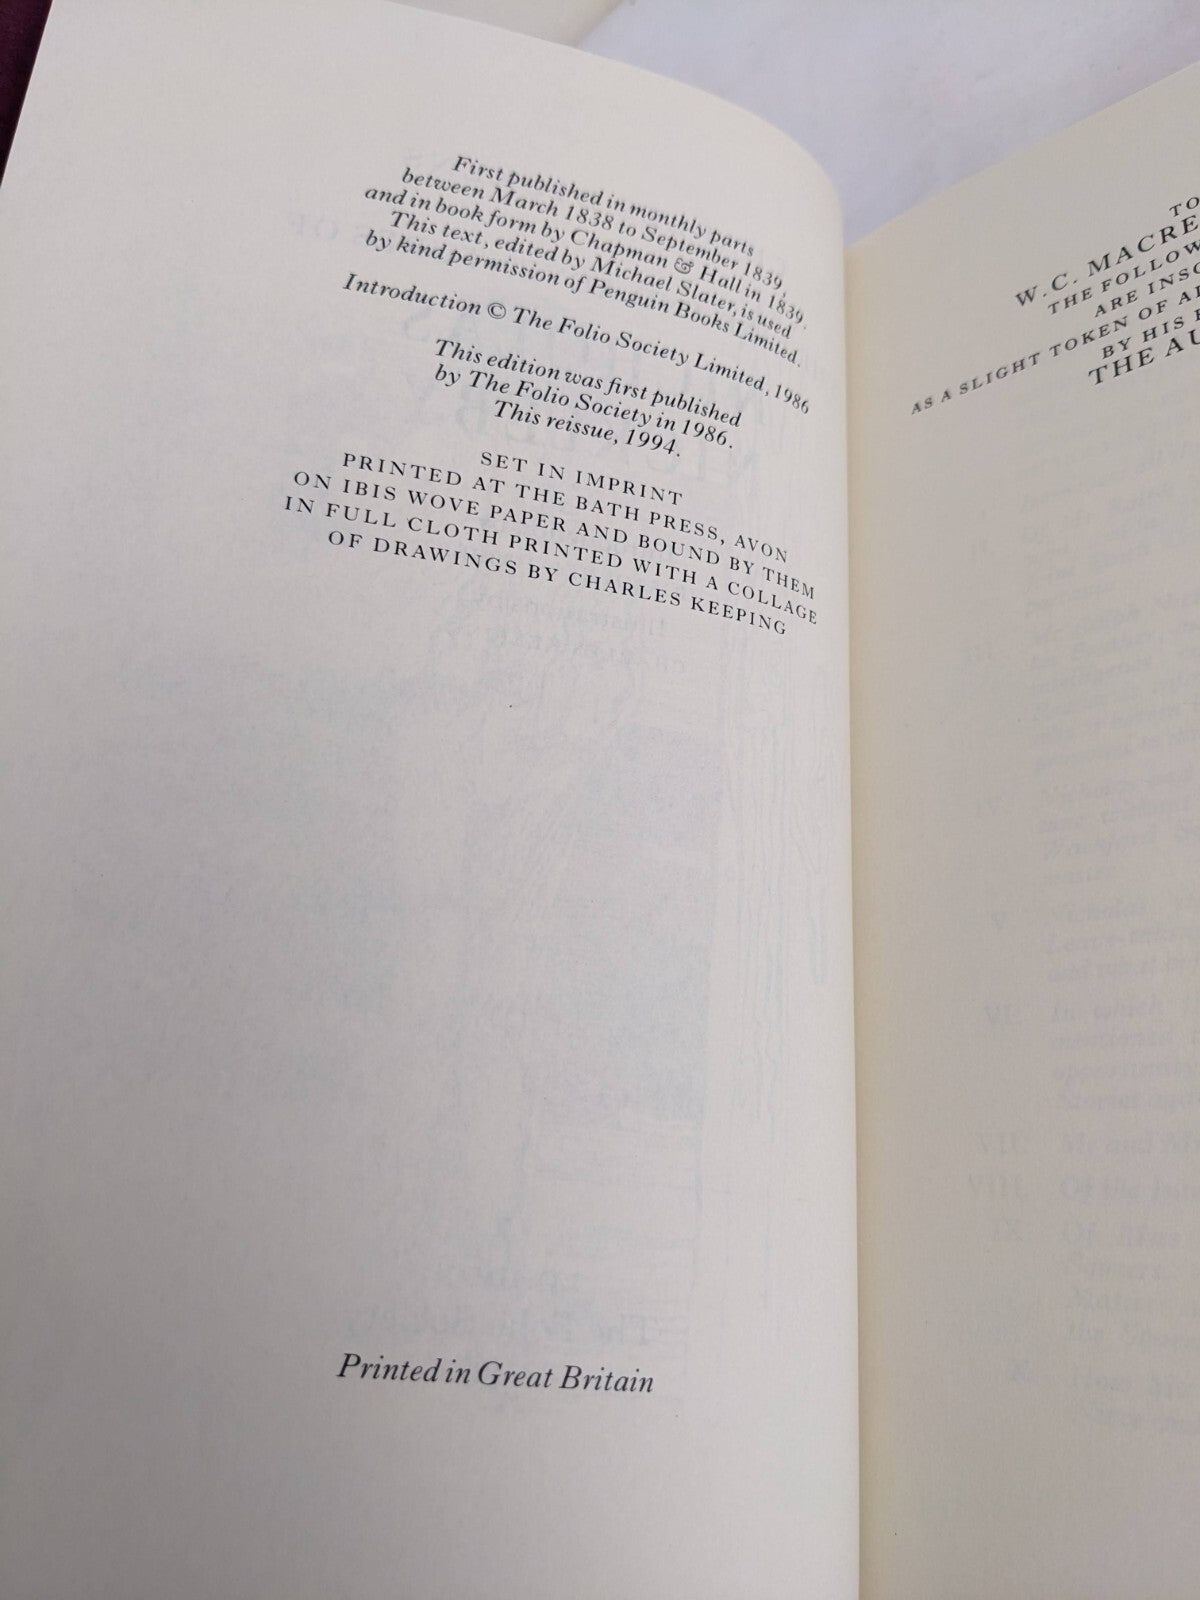 First published in monthly parts
between March 1838 to September 1839,
and in book form by Chapman & Hall in 1839.
This text, edited by Michael Slater, is used
by kind permission of Penguin Books Limited.
Introduction © The Folio Society Limited, 1986
This edition was first published
by The Folio Society in 1986.
This reissue, 1994.
SET IN IMPRINT
PRINTED AT THE BATH PRESS, AVON
ON IBIS WOVE PAPER AND BOUND BY THEM
IN FULL CLOTH PRINTED WITH A COLLAGE
OF DRAWINGS BY CHARLES KEEPING
Printed in Great Britain
TO
W.C. MACRE
THE FOLLOW
ARE INSC
AS A SLIGHT TOKEN OF
BY HIS
THE AU